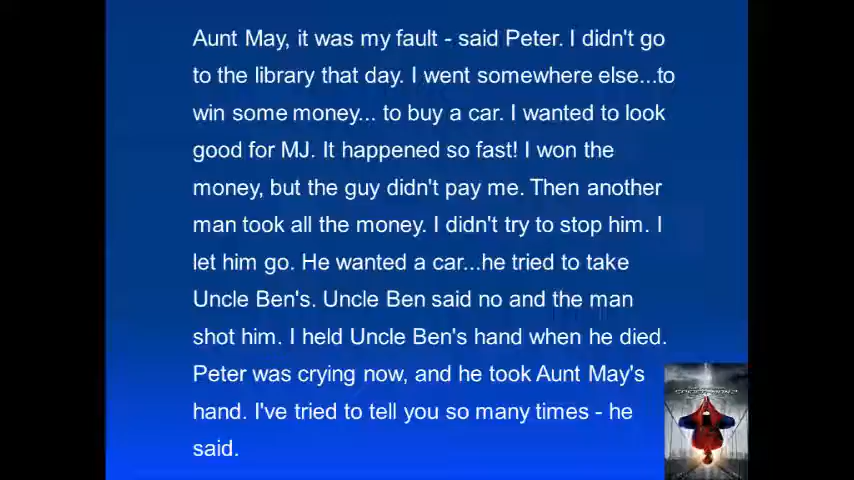 Aunt May, it was my fault - said Peter. I didn't go
to the library that day. I went somewhere else...to
win some money... to buy a car. I wanted to look
good for MJ. It happened so fast! I won the
money, but the guy didn't pay me. Then another
man took all the money. I didn't try to stop him. I
let him go. He wanted a car...he tried to take
Uncle Ben's. Uncle Ben said no and the man
shot him. I held Uncle Ben's hand when he died.
Peter was crying now, and he took Aunt May's
hand. I've tried to tell you so many times - he
said.